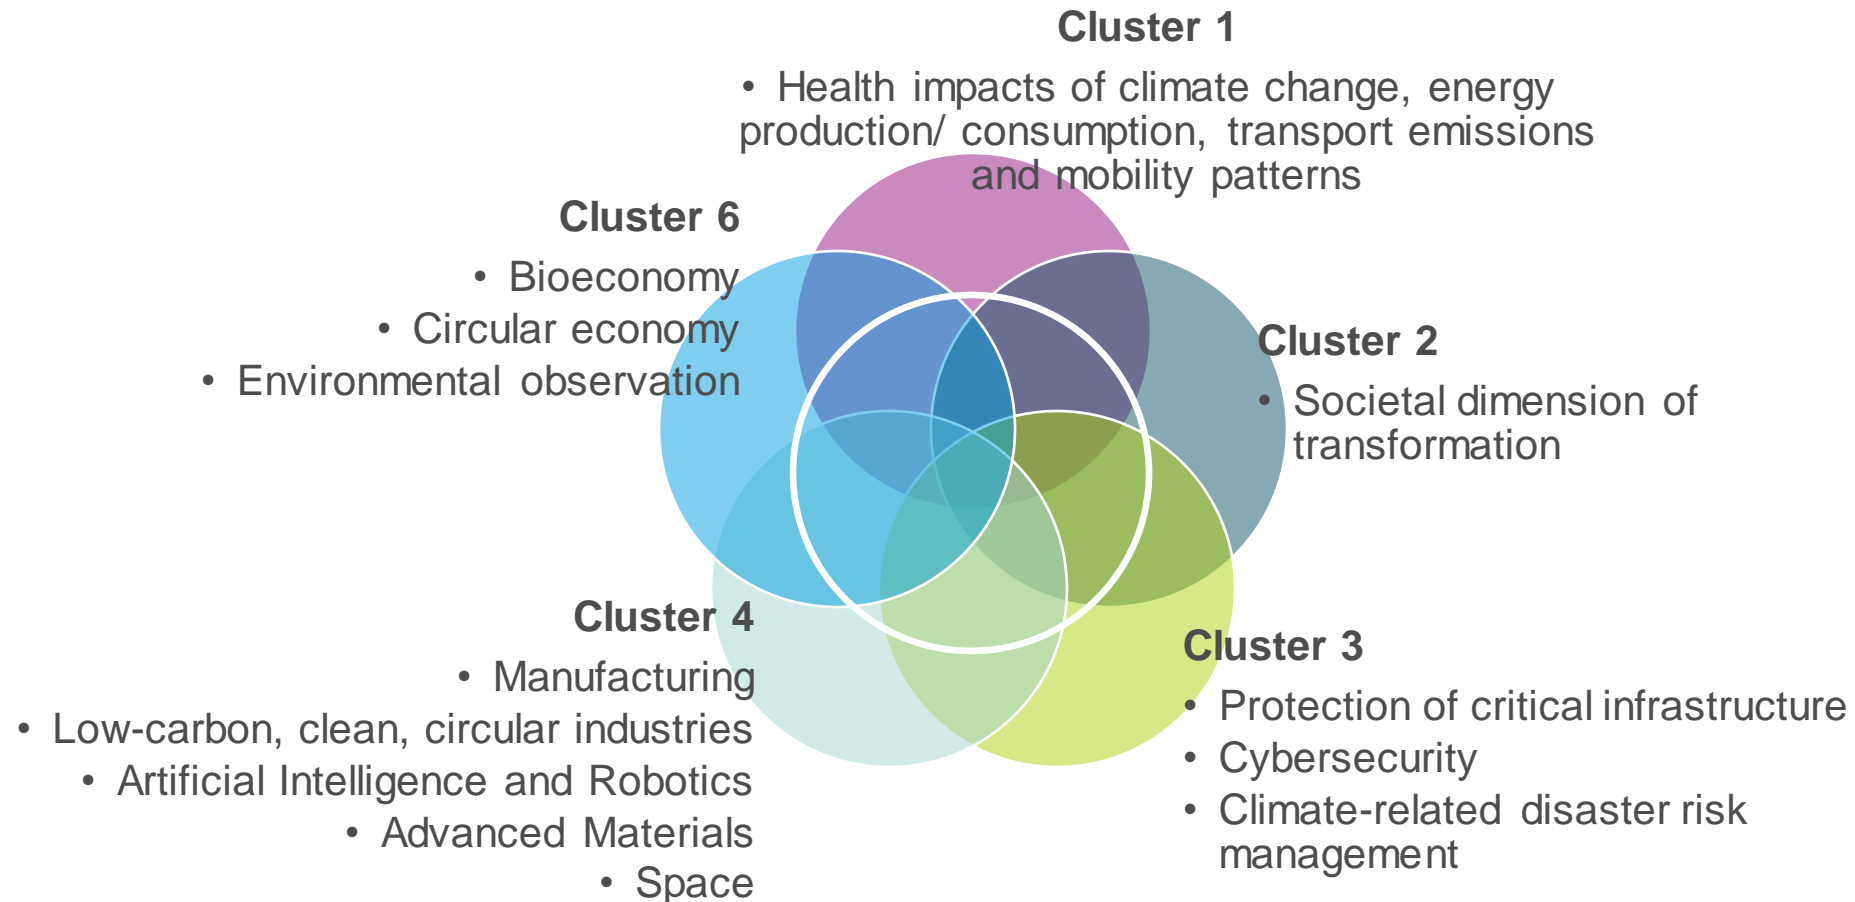 Cluster 1
• Health impacts of climate change, energy
production/ consumption, transport emissions
and mobility patterns
Cluster 6
• Bioeconomy
• Circular economy
• Environmental observation
Cluster 2
• Societal dimension of
transformation
Cluster 4
• Manufacturing
• Low-carbon, clean, circular industries
• Artificial Intelligence and Robotics
• Advanced Materials
• Space
Cluster 3
• Protection of critical infrastructure
• Cybersecurity
• Climate-related disaster risk
management